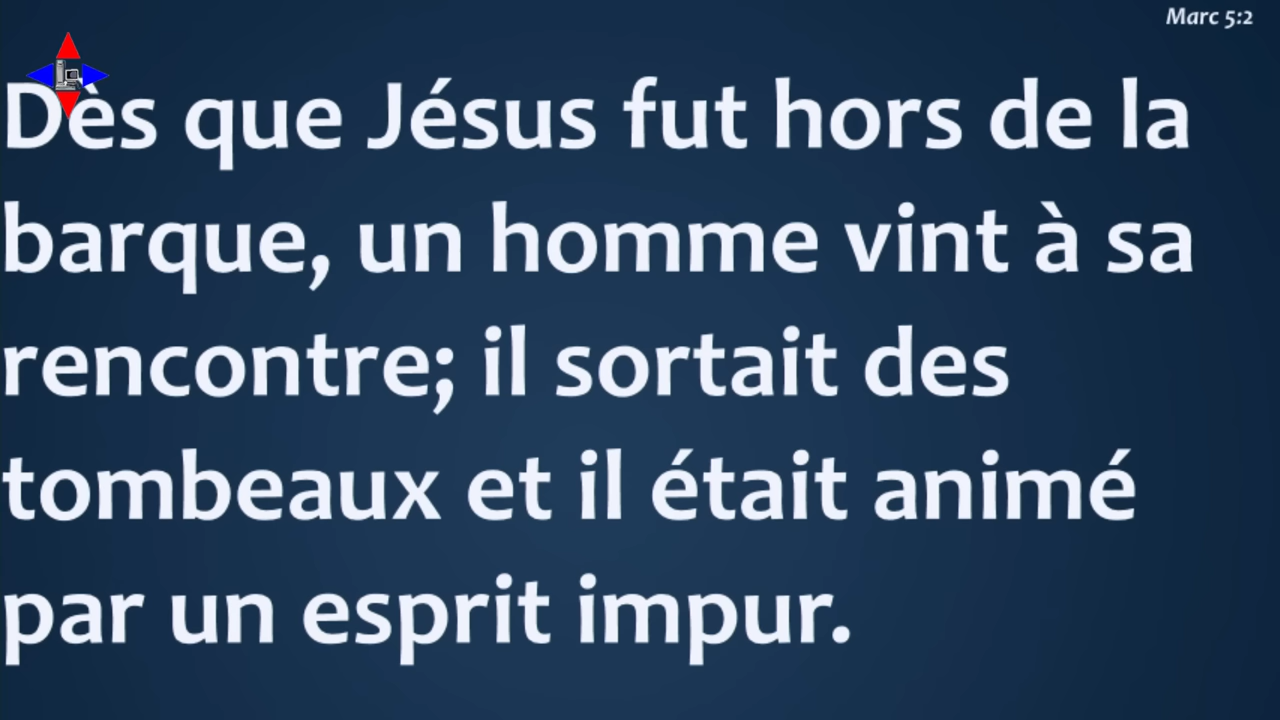 Marc 5:2
Dès que Jésus fut hors de la
barque, un homme vint à sa
rencontre; il sortait des
tombeaux et il était animé
par un esprit impur.